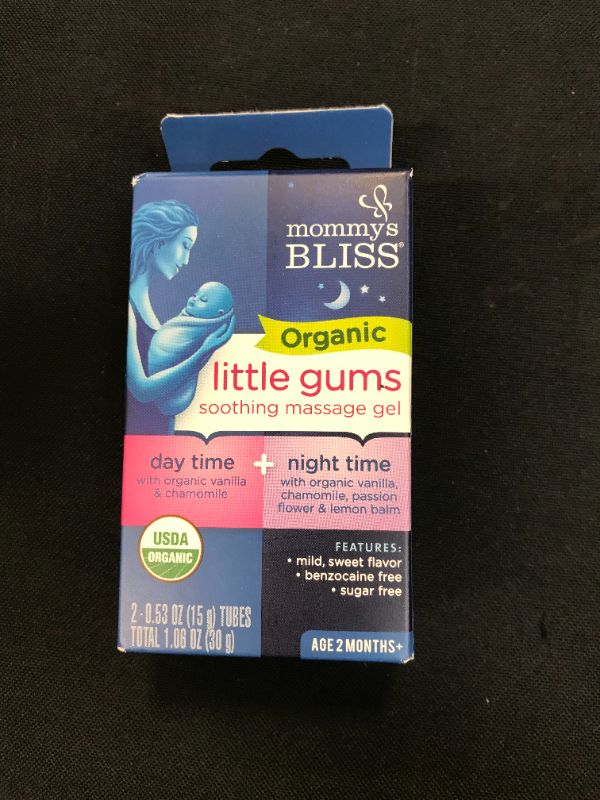 mommy's
BLISS®
Organic
little gums
soothing massage gel
day time
with organic vanilla
& chamomile
+
night time
with organic vanilla,
chamomile, passion
flower & lemon balm
USDA
ORGANIC
FEATURES:
• mild, sweet flavor
• benzocaine free
• sugar free
2 - 0.53 OZ (15 g) TUBES
TOTAL 1.06 OZ (30 g)
AGE 2 MONTHS+